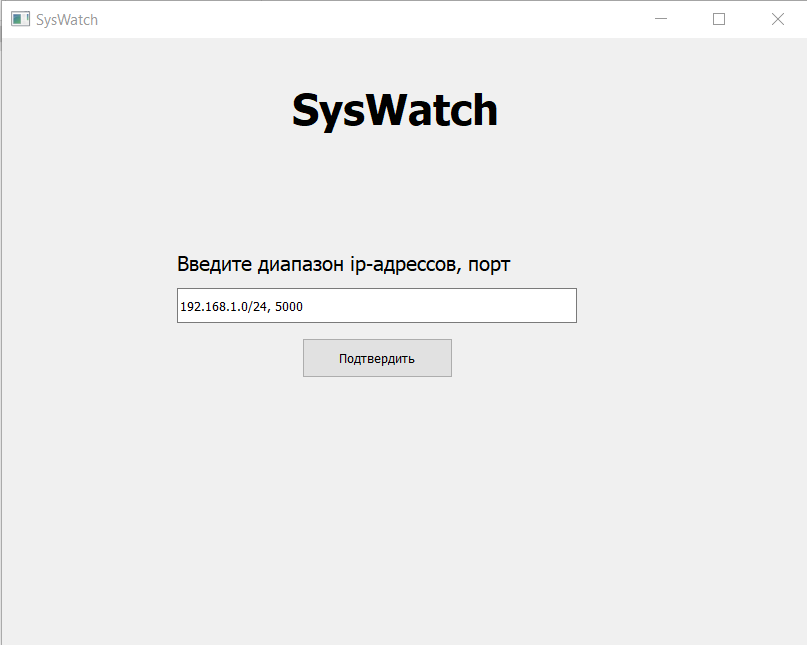 SysWatch
SysWatch
Введите диапазон ip-адрессов, порт
192.168.1.0/24, 5000
Подтвердить